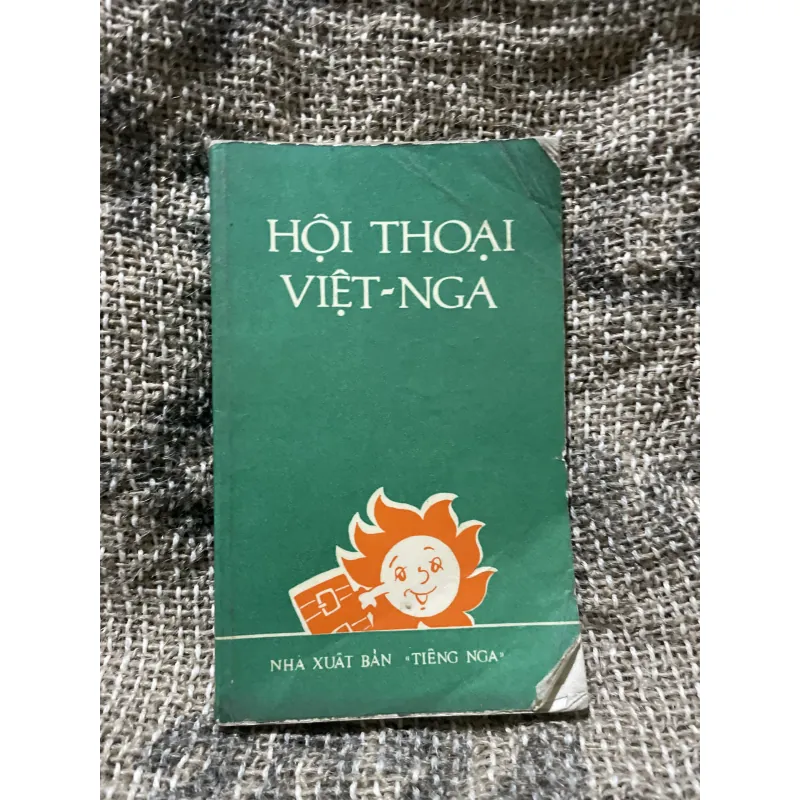 HỘI THOẠI
VIỆT-NGA
NHÀ XUẤT BẢN «TIẾNG NGA»